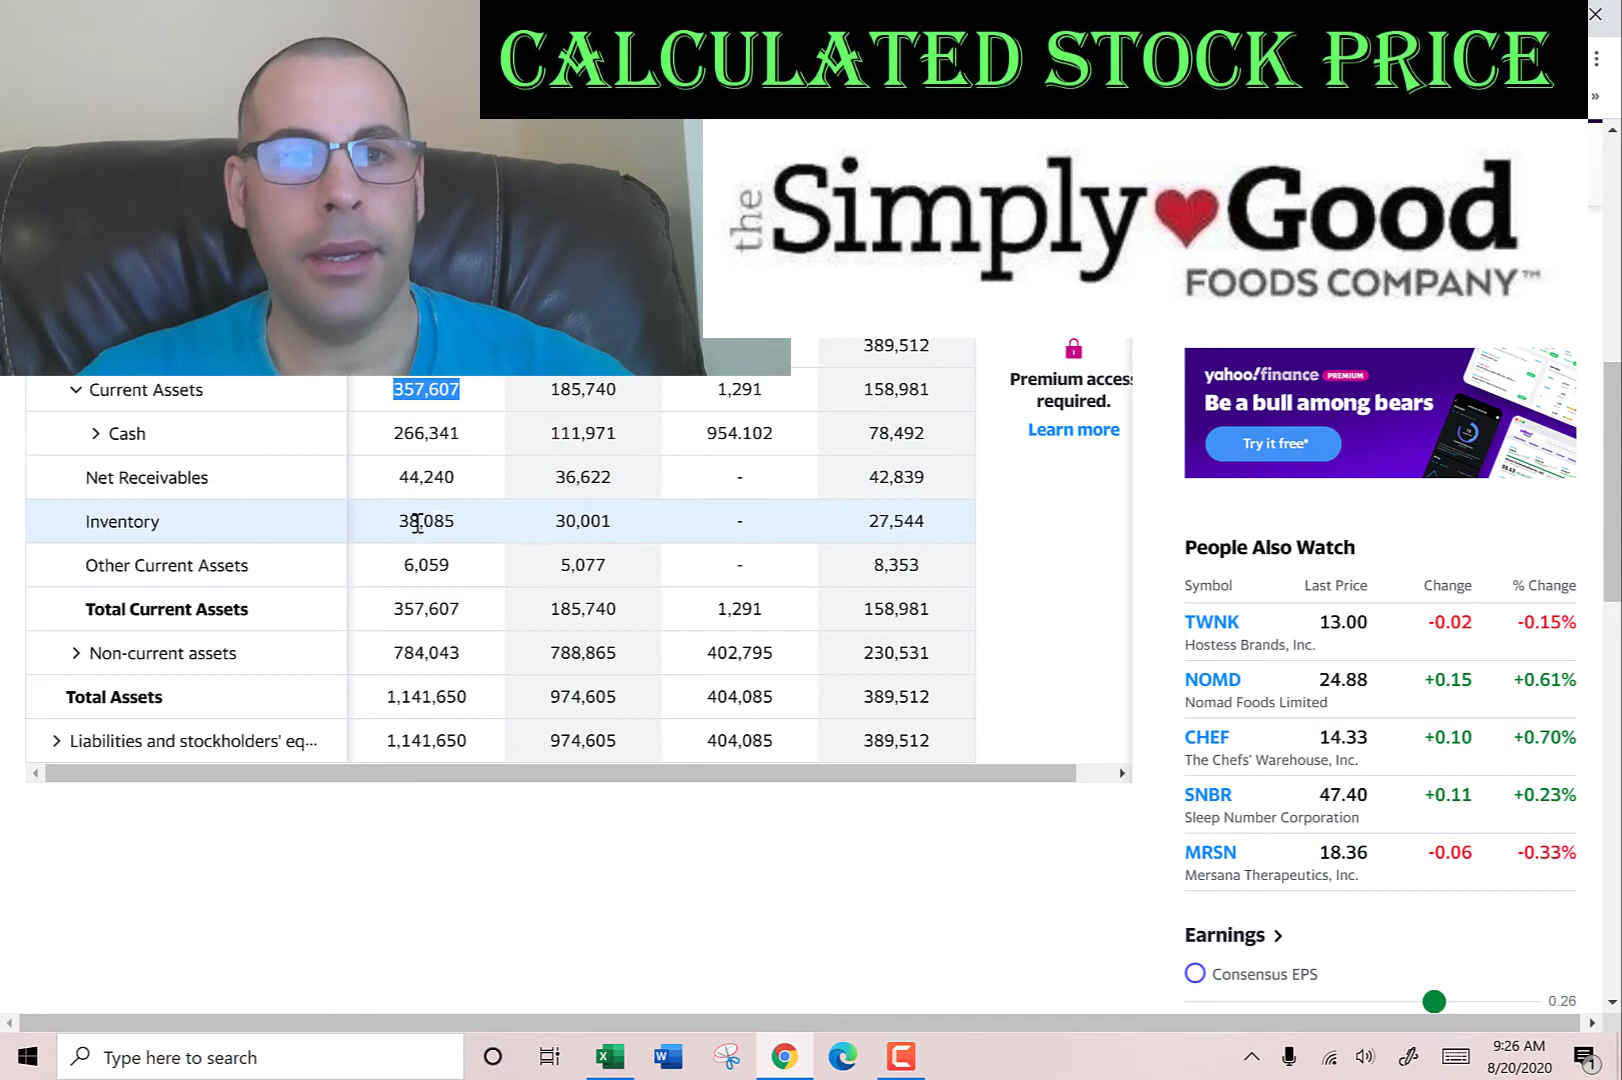 CALCULATED STOCK PRICE
the Simply Good
FOODS COMPANY™
389,512
Current Assets 357,607 185,740 1,291 158,981
Cash 266,341 111,971 954.102 78,492
Net Receivables 44,240 36,622 - 42,839
Inventory 38,085 30,001 - 27,544
Other Current Assets 6,059 5,077 - 8,353
Total Current Assets 357,607 185,740 1,291 158,981
Non-current assets 784,043 788,865 402,795 230,531
Total Assets 1,141,650 974,605 404,085 389,512
Liabilities and stockholders' eq... 1,141,650 974,605 404,085 389,512
Premium access
required.
Learn more
yahoo!finance PREMIUM
Be a bull among bears
Try it free*
People Also Watch
Symbol Last Price Change % Change
TWNK 13.00 -0.02 -0.15%
Hostess Brands, Inc.
NOMD 24.88 +0.15 +0.61%
Nomad Foods Limited
CHEF 14.33 +0.10 +0.70%
The Chefs' Warehouse, Inc.
SNBR 47.40 +0.11 +0.23%
Sleep Number Corporation
MRSN 18.36 -0.06 -0.33%
Mersana Therapeutics, Inc.
Earnings
Consensus EPS
0.26
Type here to search
9:26 AM
8/20/2020
1